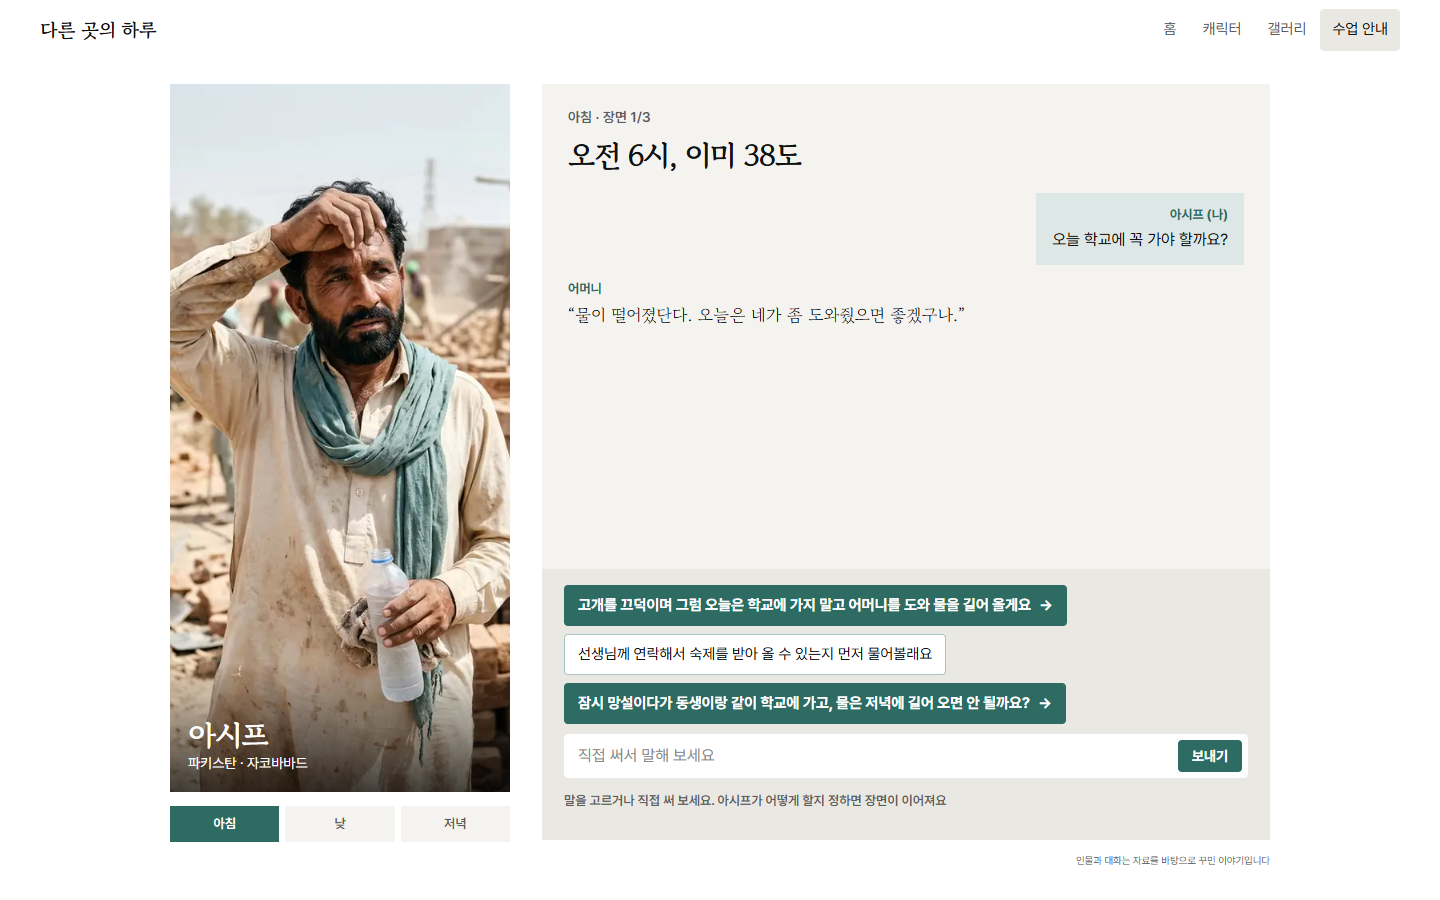 다른 곳의 하루
홈 캐릭터 갤러리 수업 안내
아시프
파키스탄 · 자코바바드
아침 낮 저녁
아침 · 장면 1/3
오전 6시, 이미 38도
아시프 (나)
오늘 학교에 꼭 가야 할까요?
어머니
“물이 떨어졌단다. 오늘은 네가 좀 도와줬으면 좋겠구나.”
고개를 끄덕이며 그럼 오늘은 학교에 가지 말고 어머니를 도와 물을 길어 올게요 →
선생님께 연락해서 숙제를 받아 올 수 있는지 먼저 물어볼래요
잠시 망설이다가 동생이랑 같이 학교에 가고, 물은 저녁에 길어 오면 안 될까요? →
직접 써서 말해 보세요 보내기
말을 고르거나 직접 써 보세요. 아시프가 어떻게 할지 정하면 장면이 이어져요
인물과 대화는 자료를 바탕으로 꾸민 이야기입니다